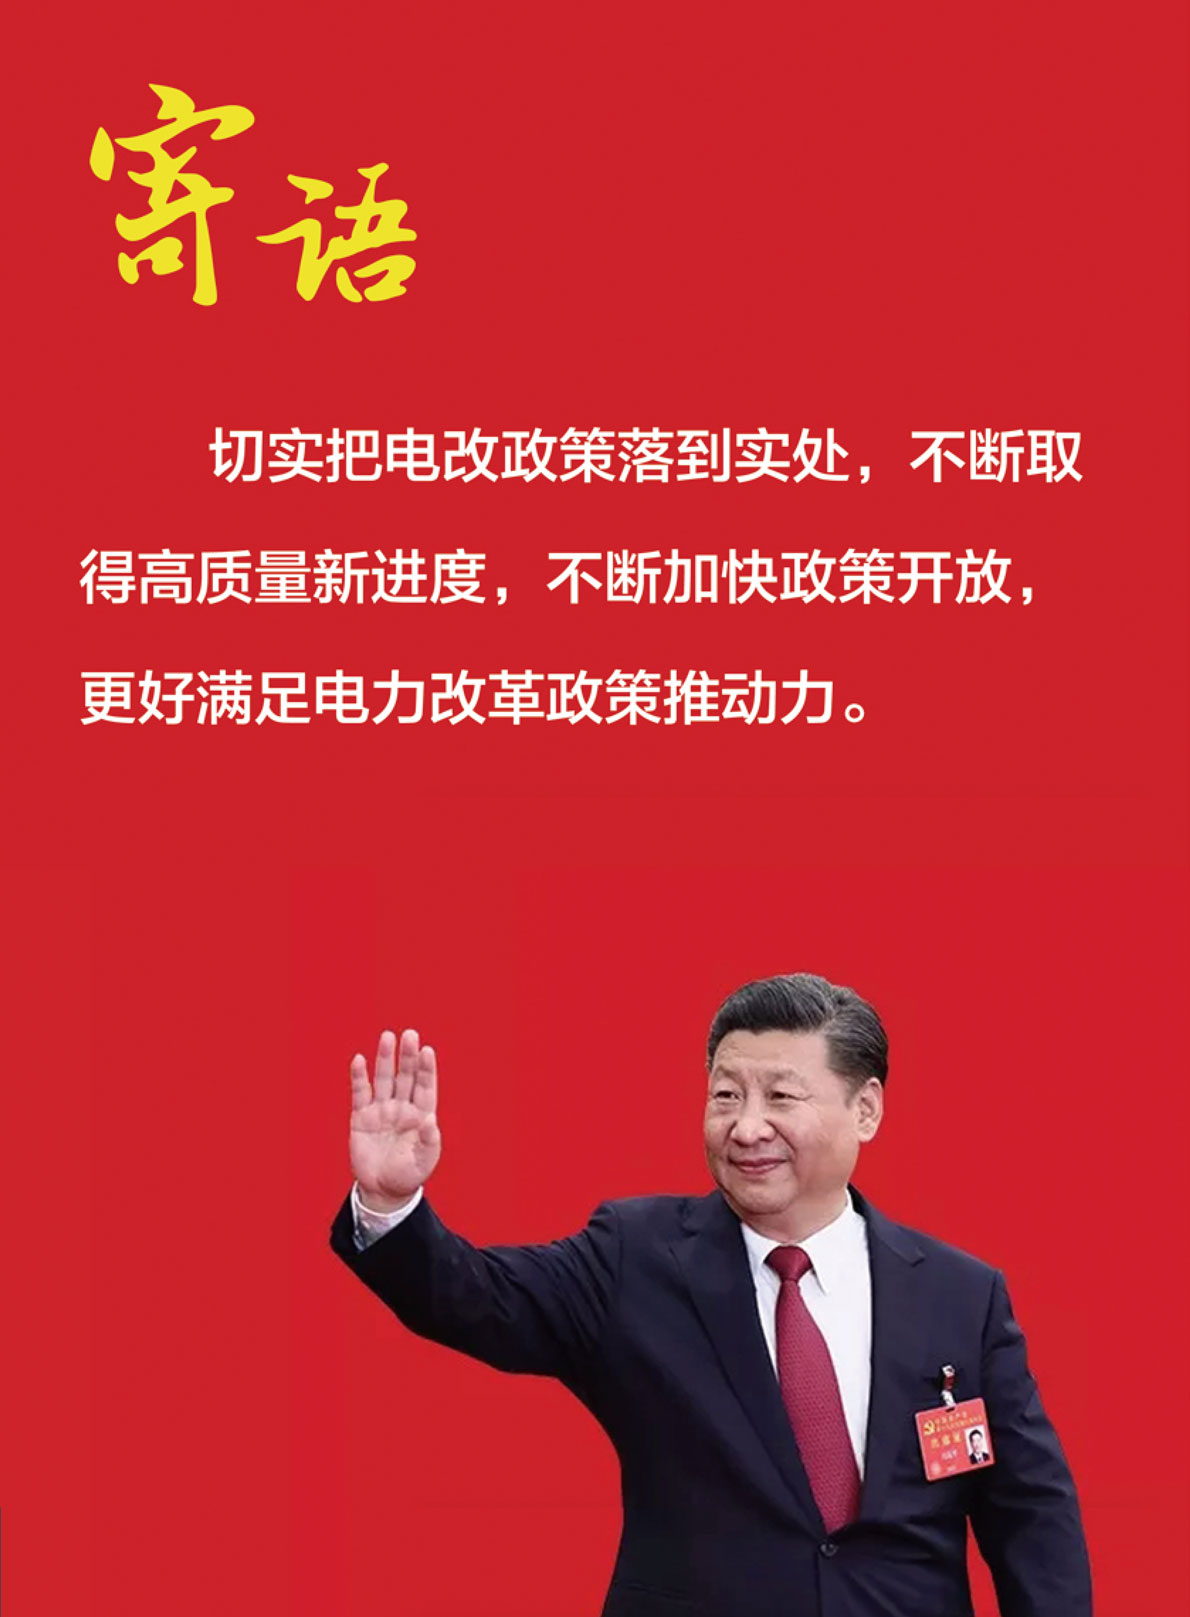 寄语
切实把电改政策落到实处，不断取
得高质量新进度，不断加快政策开放，
更好满足电力改革政策推动力。